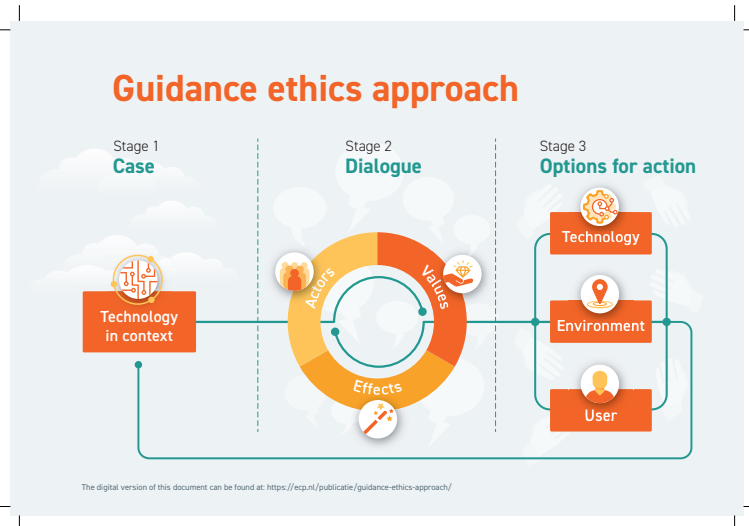 Guidance ethics approach
Stage 1
Case
Stage 2
Dialogue
Stage 3
Options for action
Technology
in context
Actors
Values
Effects
Technology
Environment
User
The digital version of this document can be found at: https://ecp.nl/publicatie/guidance-ethics-approach/